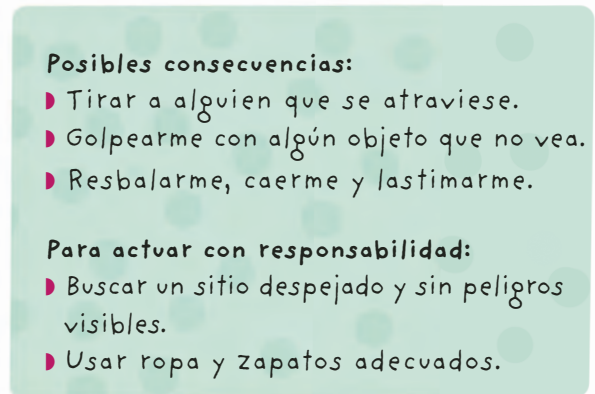 Posibles consecuencias:
Tirar a alguien que se atraviese.
Golpearme con algún objeto que no vea.
Resbalarme, caerme y lastimarme.
Para actuar con responsabilidad:
Buscar un sitio despejado y sin peligros
visibles.
Usar ropa y zapatos adecuados.